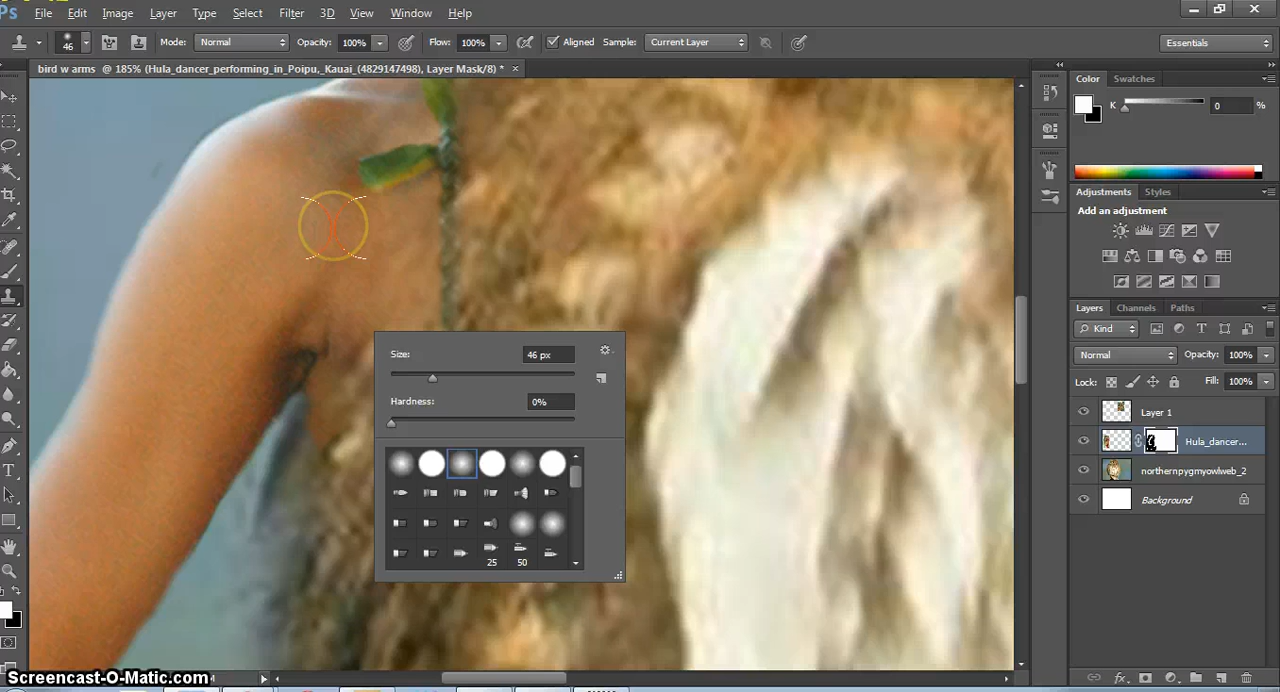 Ps File Edit Image Layer Type Select Filter 3D View Window Help
46 Mode: Normal Opacity: 100% Flow: 100% Aligned Sample: Current Layer Essentials
bird w arms @ 185% (Hula_dancer_performing_in_Poipu,_Kauai_(4829147498), Layer Mask/8) * ×
Color Swatches
K 0 %
Adjustments Styles
Add an adjustment
Layers Channels Paths
Kind
Normal Opacity: 100%
Lock: Fill: 100%
Layer 1
Hula_dancer...
northernpygmyowlweb_2
Background
Size: 46 px
Hardness: 0%
25 50
Screencast-O-Matic.com